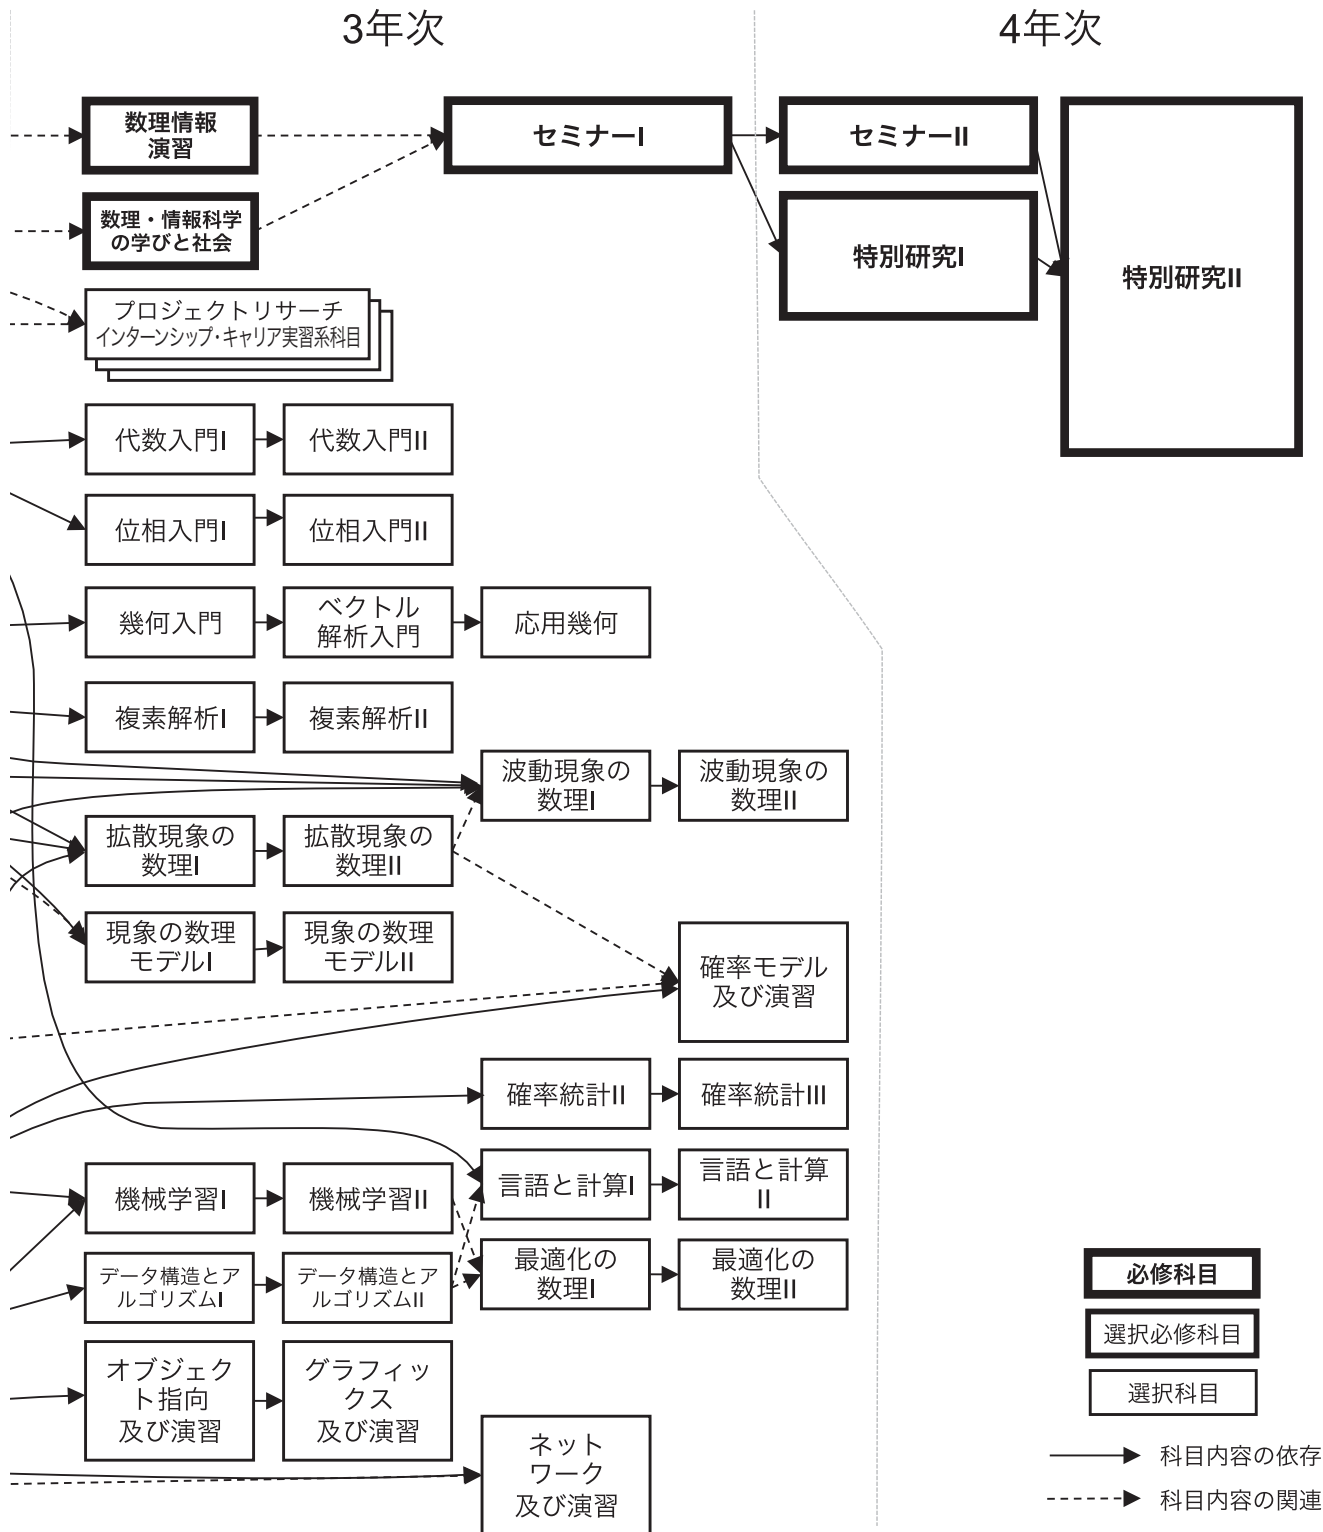 3年次
4年次
数理情報
演習
セミナーI
セミナーII
特別研究II
数理・情報科学
の学びと社会
特別研究I
プロジェクトリサーチ
インターンシップ・キャリア実習系科目
代数入門I
代数入門II
位相入門I
位相入門II
幾何入門
ベクトル
解析入門
応用幾何
複素解析I
複素解析II
波動現象の
数理I
波動現象の
数理II
拡散現象の
数理I
拡散現象の
数理II
現象の数理
モデルI
現象の数理
モデルII
確率モデル
及び演習
確率統計II
確率統計III
機械学習I
機械学習II
言語と計算I
言語と計算
II
データ構造とア
ルゴリズムI
データ構造とア
ルゴリズムII
最適化の
数理I
最適化の
数理II
オブジェク
ト指向
及び演習
グラフィッ
クス
及び演習
ネット
ワーク
及び演習
必修科目
選択必修科目
選択科目
科目内容の依存
科目内容の関連